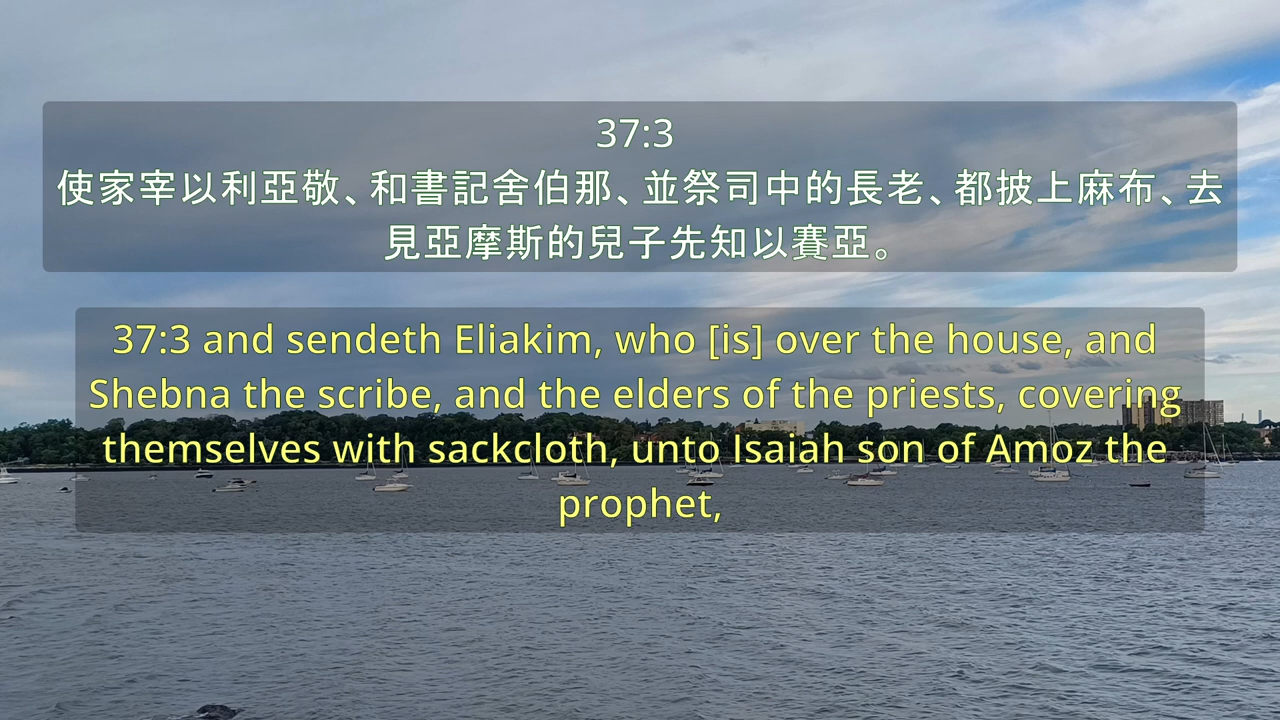 37:3
使家宰以利亞敬、和書記舍伯那、並祭司中的長老、都披上麻布、去
見亞摩斯的兒子先知以賽亞。
37:3 and sendeth Eliakim, who [is] over the house, and
Shebna the scribe, and the elders of the priests, covering
themselves with sackcloth, unto Isaiah son of Amoz the
prophet,